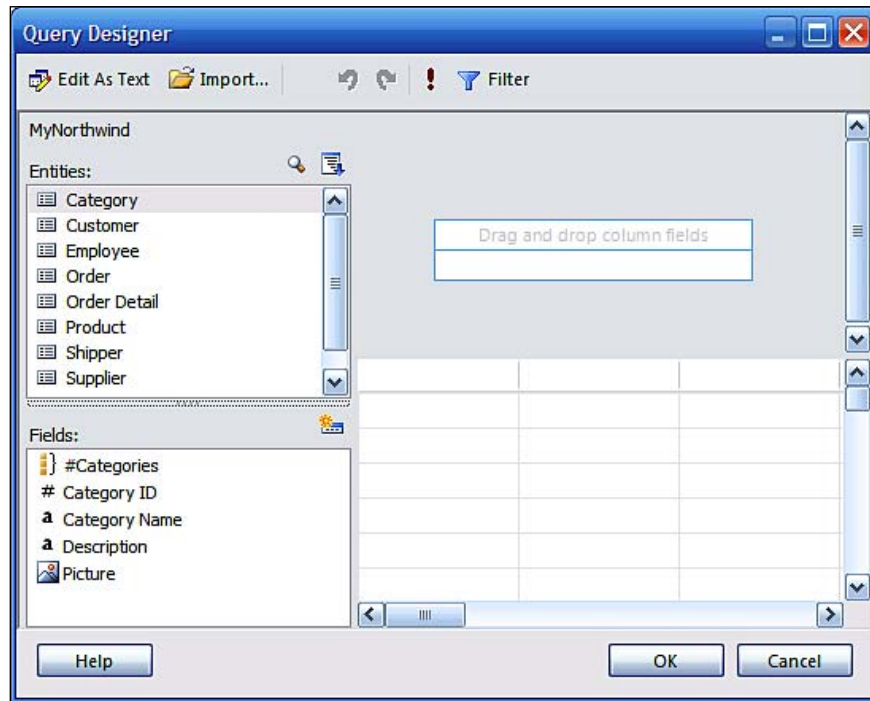 Query Designer
Edit As Text Import... Filter
MyNorthwind
Entities:
Category
Customer
Employee
Order
Order Detail
Product
Shipper
Supplier
Drag and drop column fields
Fields:
#Categories
# Category ID
a Category Name
a Description
Picture
Help OK Cancel